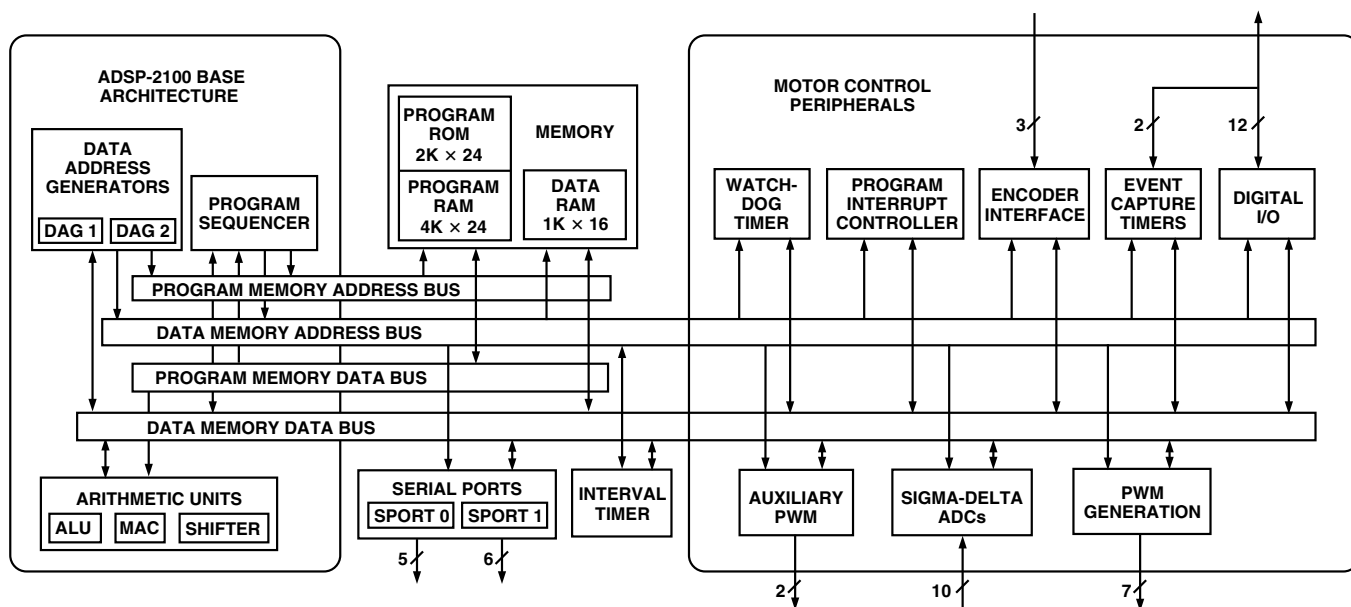 ADSP-2100 BASE
ARCHITECTURE
DATA
ADDRESS
GENERATORS
DAG 1
DAG 2
PROGRAM
SEQUENCER
PROGRAM
ROM
2K × 24
PROGRAM
RAM
4K × 24
MEMORY
DATA
RAM
1K × 16
MOTOR CONTROL
PERIPHERALS
3
2
12
WATCH-
DOG
TIMER
PROGRAM
INTERRUPT
CONTROLLER
ENCODER
INTERFACE
EVENT
CAPTURE
TIMERS
DIGITAL
I/O
PROGRAM MEMORY ADDRESS BUS
DATA MEMORY ADDRESS BUS
PROGRAM MEMORY DATA BUS
DATA MEMORY DATA BUS
ARITHMETIC UNITS
ALU
MAC
SHIFTER
SERIAL PORTS
SPORT 0
SPORT 1
5
6
INTERVAL
TIMER
AUXILIARY
PWM
2
SIGMA-DELTA
ADCs
10
PWM
GENERATION
7